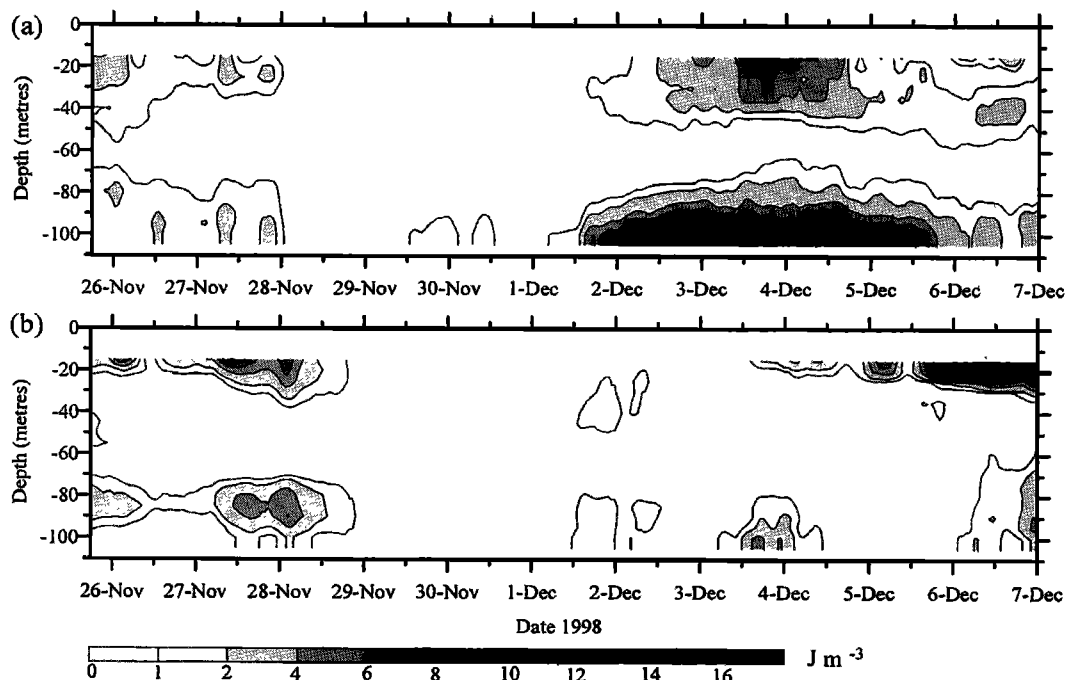 (a)
0
-20
-40
-60
-80
-100
Depth (metres)
26-Nov 27-Nov 28-Nov 29-Nov 30-Nov 1-Dec 2-Dec 3-Dec 4-Dec 5-Dec 6-Dec 7-Dec
(b)
0
-20
-40
-60
-80
-100
Depth (metres)
26-Nov 27-Nov 28-Nov 29-Nov 30-Nov 1-Dec 2-Dec 3-Dec 4-Dec 5-Dec 6-Dec 7-Dec
Date 1998
0 1 2 4 6 8 10 12 14 16 J m -3